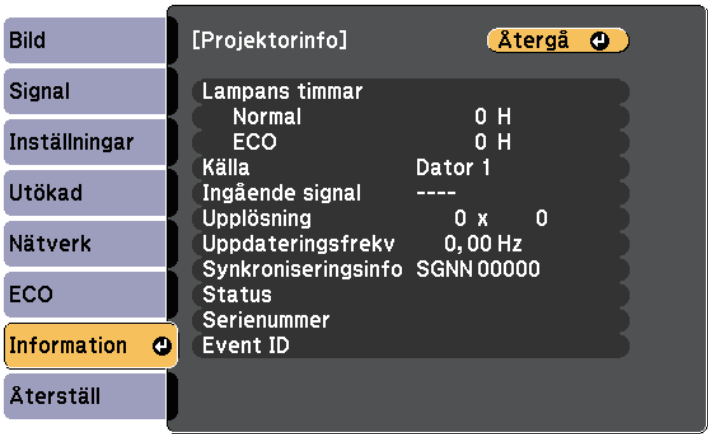 Bild
Signal
Inställningar
Utökad
Nätverk
ECO
Information
Återställ
[Projektorinfo]
Återgå
Lampans timmar
Normal 0 H
ECO 0 H
Källa Dator 1
Ingående signal ----
Upplösning 0 x 0
Uppdateringsfrekv 0,00 Hz
Synkroniseringsinfo SGNN 00000
Status
Serienummer
Event ID